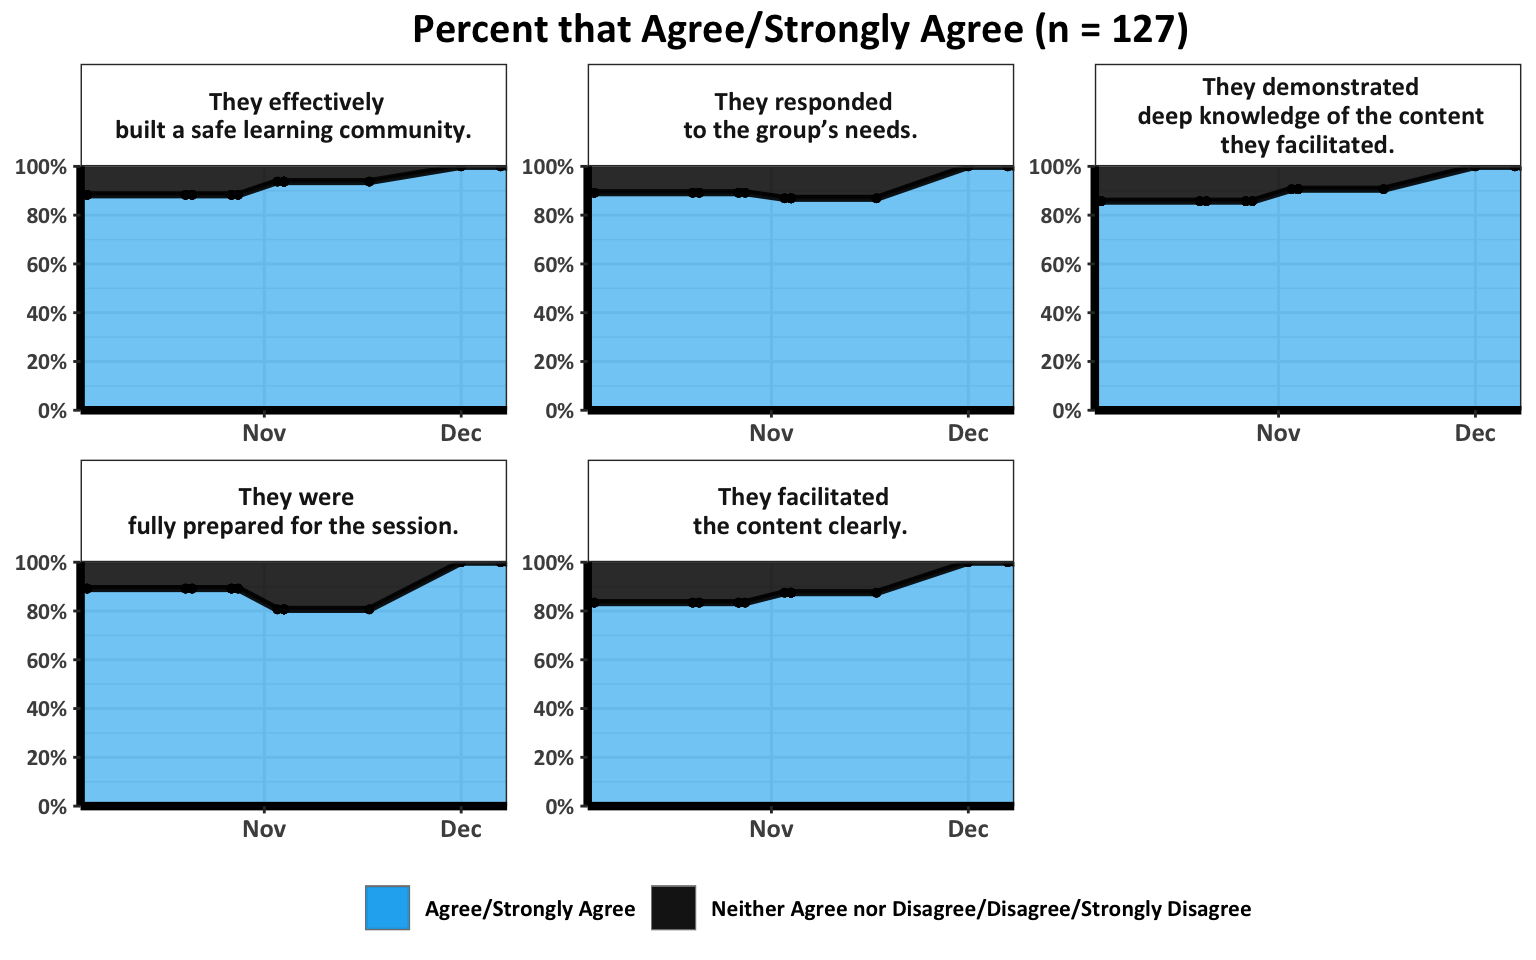 Percent that Agree/Strongly Agree (n = 127)
They effectively
built a safe learning community.
100%
80%
60%
40%
20%
0%
Nov
Dec
They responded
to the group’s needs.
100%
80%
60%
40%
20%
0%
Nov
Dec
They demonstrated
deep knowledge of the content
they facilitated.
100%
80%
60%
40%
20%
0%
Nov
Dec
They were
fully prepared for the session.
100%
80%
60%
40%
20%
0%
Nov
Dec
They facilitated
the content clearly.
100%
80%
60%
40%
20%
0%
Nov
Dec
Agree/Strongly Agree
Neither Agree nor Disagree/Disagree/Strongly Disagree